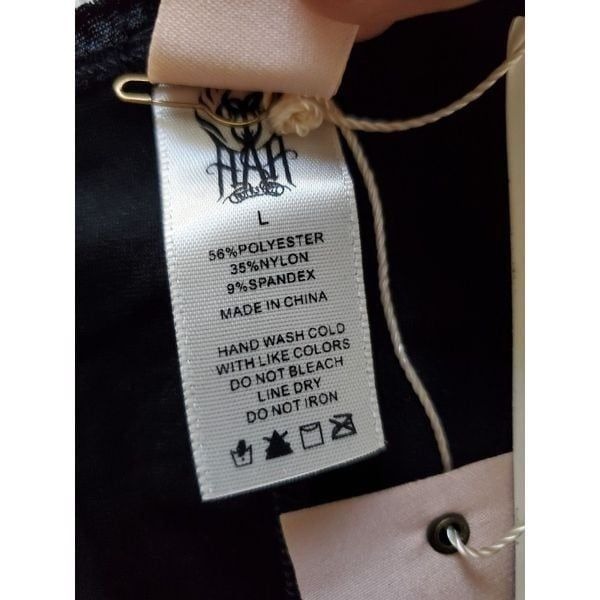 HAH
L
56%POLYESTER
35%NYLON
9%SPANDEX
MADE IN CHINA
HAND WASH COLD
WITH LIKE COLORS
DO NOT BLEACH
LINE DRY
DO NOT IRON